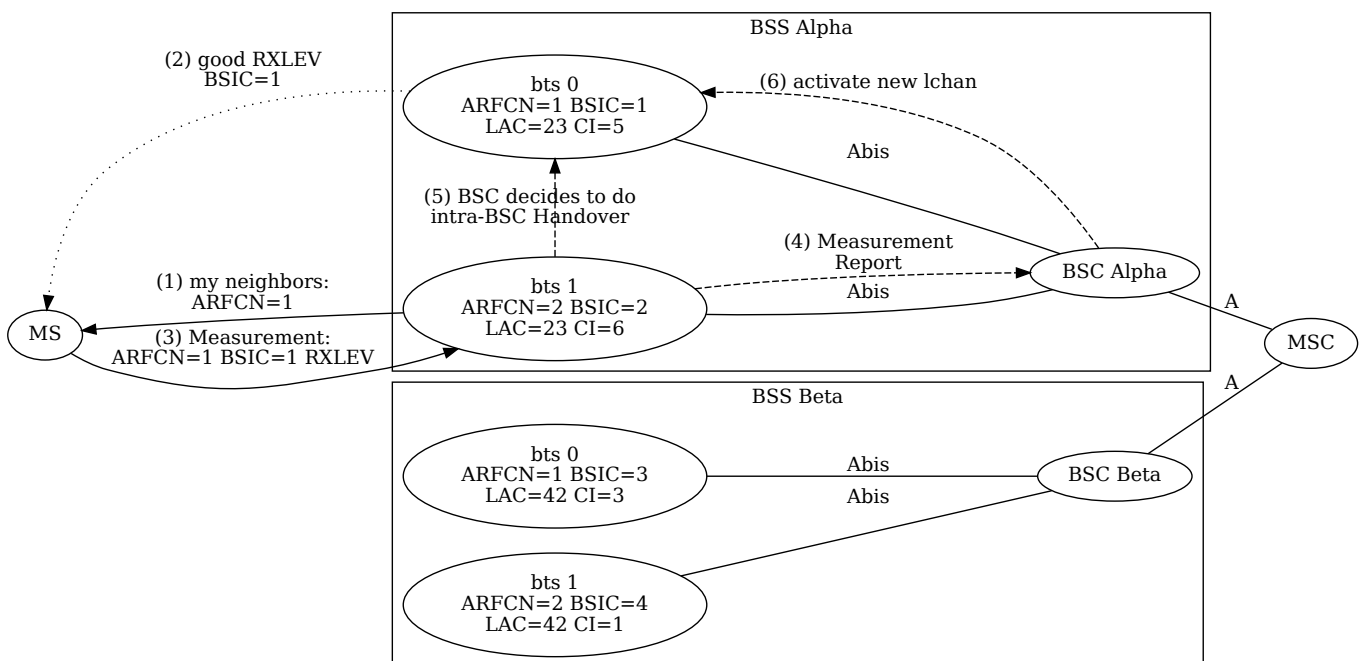 BSS Alpha
(2) good RXLEV
BSIC=1
bts 0
ARFCN=1 BSIC=1
LAC=23 CI=5
(6) activate new lchan
Abis
(5) BSC decides to do
intra-BSC Handover
(4) Measurement
Report
BSC Alpha
(1) my neighbors:
ARFCN=1
bts 1
ARFCN=2 BSIC=2
LAC=23 CI=6
Abis
A
MS
(3) Measurement:
ARFCN=1 BSIC=1 RXLEV
MSC
A
BSS Beta
bts 0
ARFCN=1 BSIC=3
LAC=42 CI=3
Abis
BSC Beta
Abis
bts 1
ARFCN=2 BSIC=4
LAC=42 CI=1